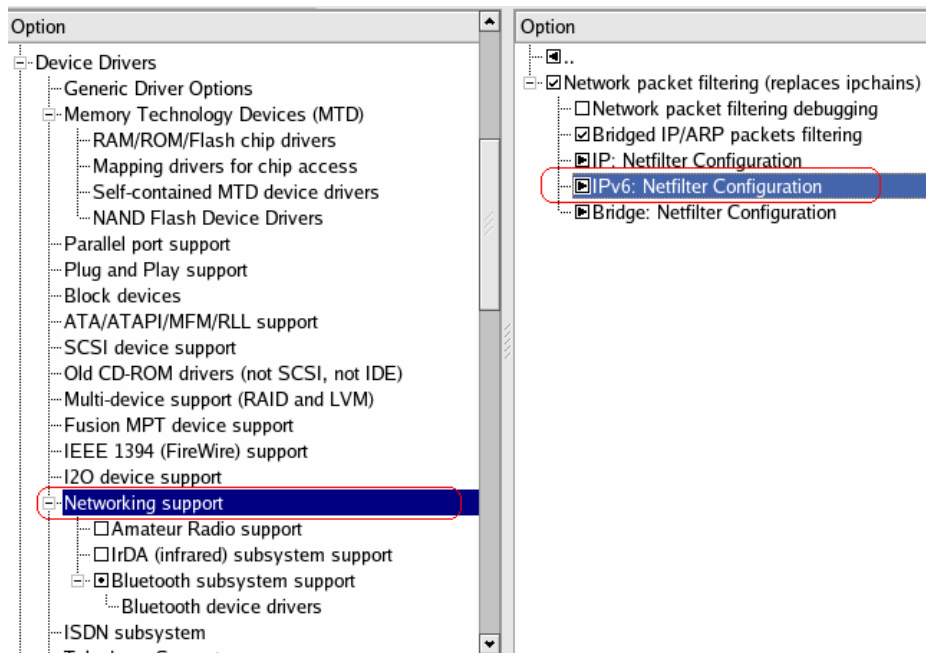 Option
Device Drivers
Generic Driver Options
Memory Technology Devices (MTD)
RAM/ROM/Flash chip drivers
Mapping drivers for chip access
Self-contained MTD device drivers
NAND Flash Device Drivers
Parallel port support
Plug and Play support
Block devices
ATA/ATAPI/MFM/RLL support
SCSI device support
Old CD-ROM drivers (not SCSI, not IDE)
Multi-device support (RAID and LVM)
Fusion MPT device support
IEEE 1394 (FireWire) support
I2O device support
Networking support
Amateur Radio support
IrDA (infrared) subsystem support
Bluetooth subsystem support
Bluetooth device drivers
ISDN subsystem
Option
..
Network packet filtering (replaces ipchains)
Network packet filtering debugging
Bridged IP/ARP packets filtering
IP: Netfilter Configuration
IPv6: Netfilter Configuration
Bridge: Netfilter Configuration